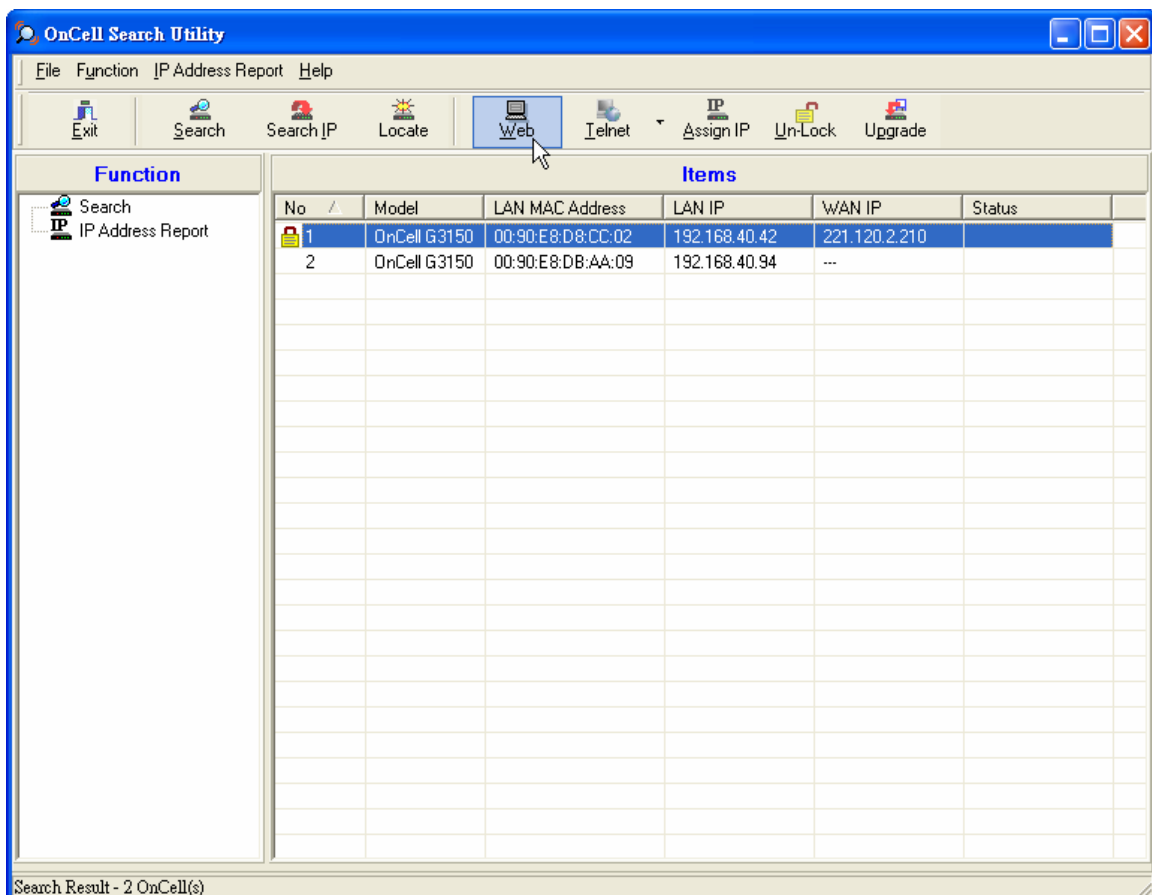 OnCell Search Utility
File Function IP Address Report Help
Exit Search Search IP Locate Web Telnet IP Assign IP Un-Lock Upgrade
Function
Search
IP IP Address Report
Items
No Model LAN MAC Address LAN IP WAN IP Status
1 OnCell G3150 00:90:E8:D8:CC:02 192.168.40.42 221.120.2.210
2 OnCell G3150 00:90:E8:DB:AA:09 192.168.40.94 ---
Search Result - 2 OnCell(s)